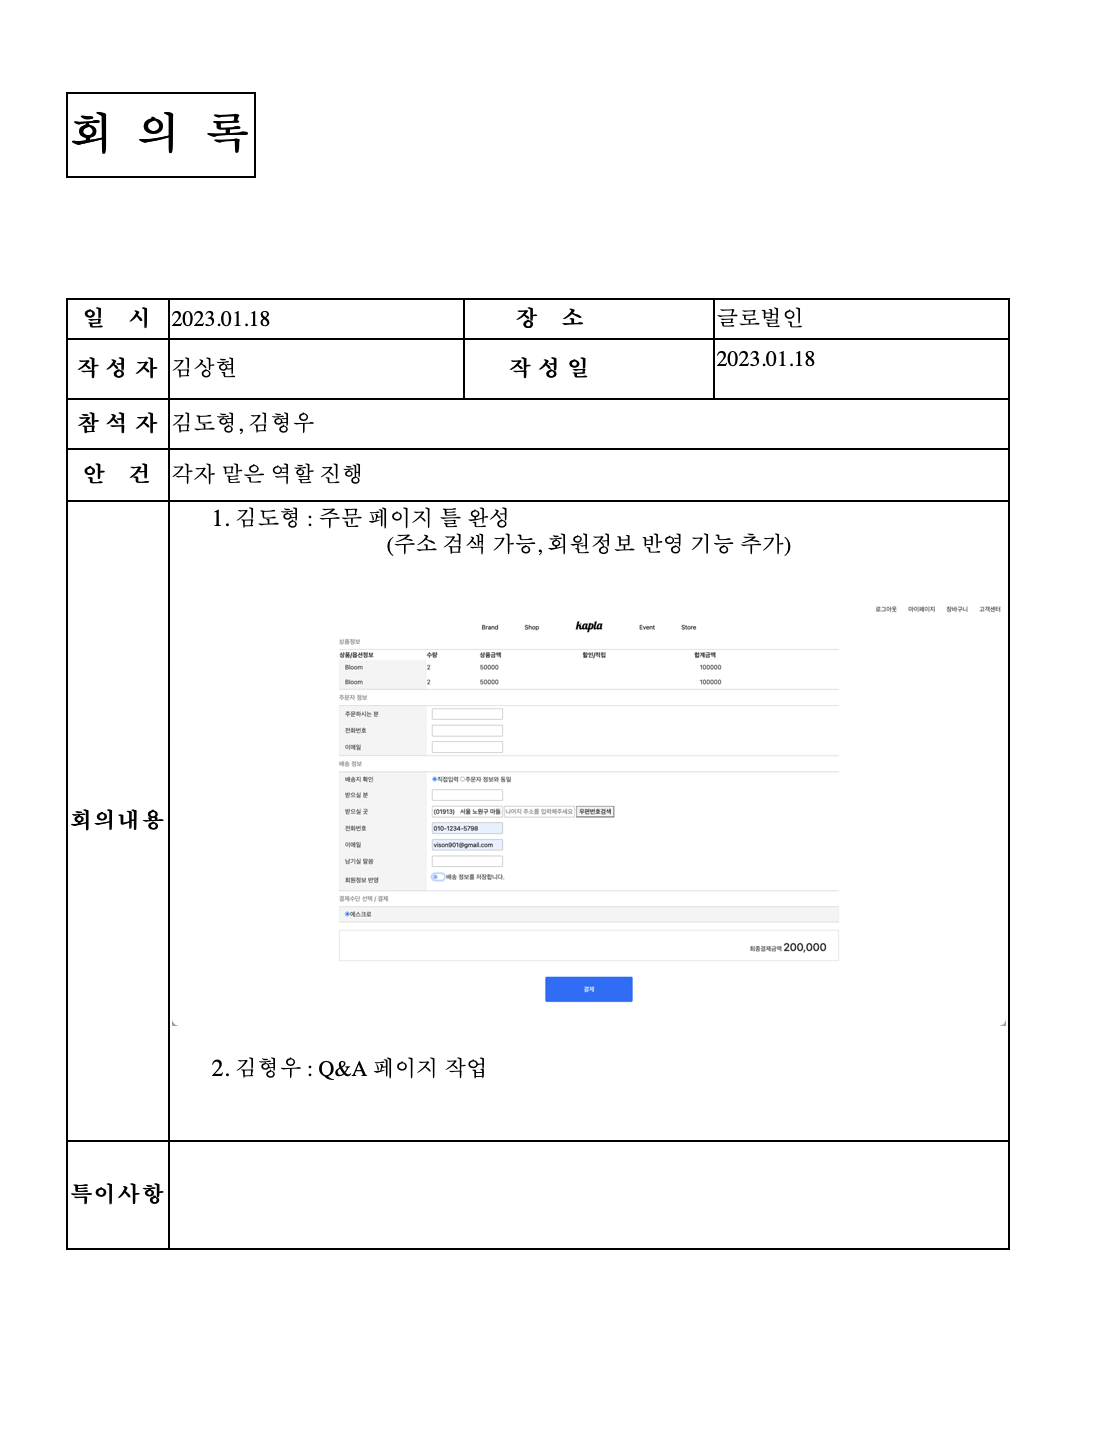 회 의 록
일 시 2023.01.18 장 소 글로벌인
작 성 자 김상현 작 성 일 2023.01.18
참 석 자 김도형, 김형우
안 건 각자 맡은 역할 진행
회의내용
1. 김도형 : 주문 페이지 틀 완성
(주소 검색 가능, 회원정보 반영 기능 추가)
로그아웃 마이페이지 장바구니 고객센터
Brand Shop kapla Event Store
상품정보
상품/옵션정보 수량 상품금액 할인/적립 합계금액
Bloom 2 50000 100000
Bloom 2 50000 100000
주문자 정보
주문하시는 분
전화번호
이메일
배송 정보
배송지 확인 직접입력 주문자 정보와 동일
받으실 분
받으실 곳 (01913) 서울 노원구 마들 나머지 주소를 입력해주세요 우편번호검색
전화번호 010-1234-5798
이메일 vison901@gmail.com
남기실 말씀
회원정보 반영 배송 정보를 저장합니다.
결제수단 선택 / 결제
에스크로
최종결제금액 200,000
결제
2. 김형우 : Q&A 페이지 작업
특이사항